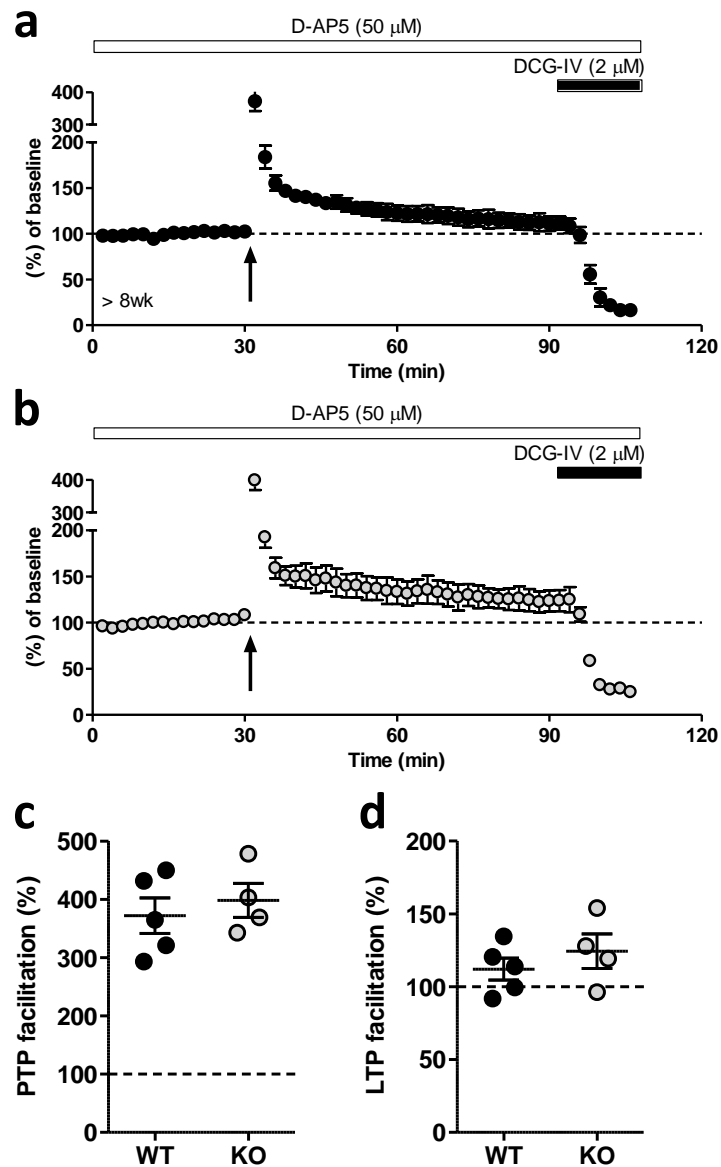 a
D-AP5 (50 μM)
DCG-IV (2 μM)
400
300
200
150
100
50
0
(%) of baseline
> 8wk
0 30 60 90 120
Time (min)
b
D-AP5 (50 μM)
DCG-IV (2 μM)
400
300
200
150
100
50
0
(%) of baseline
0 30 60 90 120
Time (min)
c
500
400
300
200
100
0
PTP facilitation (%)
WT KO
d
200
150
100
50
0
LTP facilitation (%)
WT KO